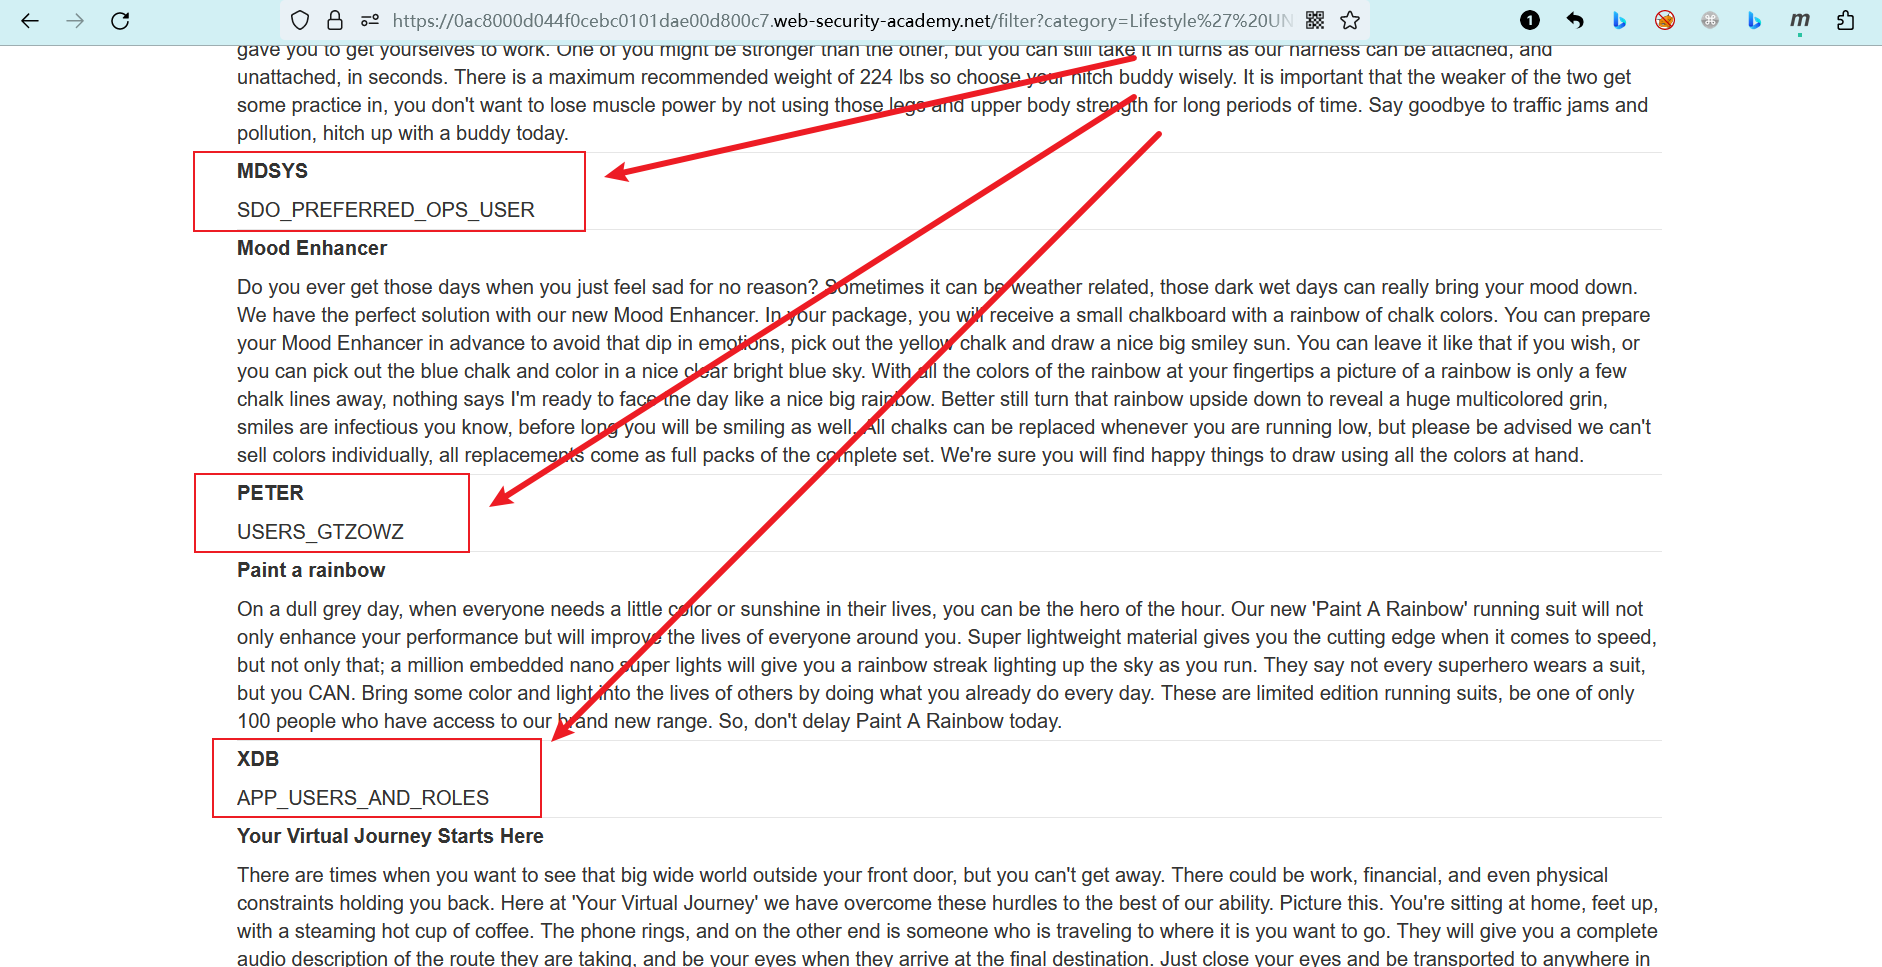 https://0ac8000d044f0cebc0101dae00d800c7.web-security-academy.net/filter?category=Lifestyle%27%20UN
1
m
gave you to get yourselves to work. One of you might be stronger than the other, but you can still take it in turns as our harness can be attached, and
unattached, in seconds. There is a maximum recommended weight of 224 lbs so choose your hitch buddy wisely. It is important that the weaker of the two get
some practice in, you don't want to lose muscle power by not using those legs and upper body strength for long periods of time. Say goodbye to traffic jams and
pollution, hitch up with a buddy today.
MDSYS
SDO_PREFERRED_OPS_USER
Mood Enhancer
Do you ever get those days when you just feel sad for no reason? Sometimes it can be weather related, those dark wet days can really bring your mood down.
We have the perfect solution with our new Mood Enhancer. In your package, you will receive a small chalkboard with a rainbow of chalk colors. You can prepare
your Mood Enhancer in advance to avoid that dip in emotions, pick out the yellow chalk and draw a nice big smiley sun. You can leave it like that if you wish, or
you can pick out the blue chalk and color in a nice clear bright blue sky. With all the colors of the rainbow at your fingertips a picture of a rainbow is only a few
chalk lines away, nothing says I'm ready to face the day like a nice big rainbow. Better still turn that rainbow upside down to reveal a huge multicolored grin,
smiles are infectious you know, before long you will be smiling as well. All chalks can be replaced whenever you are running low, but please be advised we can't
sell colors individually, all replacements come as full packs of the complete set. We're sure you will find happy things to draw using all the colors at hand.
PETER
USERS_GTZOWZ
Paint a rainbow
On a dull grey day, when everyone needs a little color or sunshine in their lives, you can be the hero of the hour. Our new 'Paint A Rainbow' running suit will not
only enhance your performance but will improve the lives of everyone around you. Super lightweight material gives you the cutting edge when it comes to speed,
but not only that; a million embedded nano super lights will give you a rainbow streak lighting up the sky as you run. They say not every superhero wears a suit,
but you CAN. Bring some color and light into the lives of others by doing what you already do every day. These are limited edition running suits, be one of only
100 people who have access to our brand new range. So, don't delay Paint A Rainbow today.
XDB
APP_USERS_AND_ROLES
Your Virtual Journey Starts Here
There are times when you want to see that big wide world outside your front door, but you can't get away. There could be work, financial, and even physical
constraints holding you back. Here at 'Your Virtual Journey' we have overcome these hurdles to the best of our ability. Picture this. You're sitting at home, feet up,
with a steaming hot cup of coffee. The phone rings, and on the other end is someone who is traveling to where it is you want to go. They will give you a complete
audio description of the route they are taking, and be your eyes when they arrive at the final destination. Just close your eyes and be transported to anywhere in